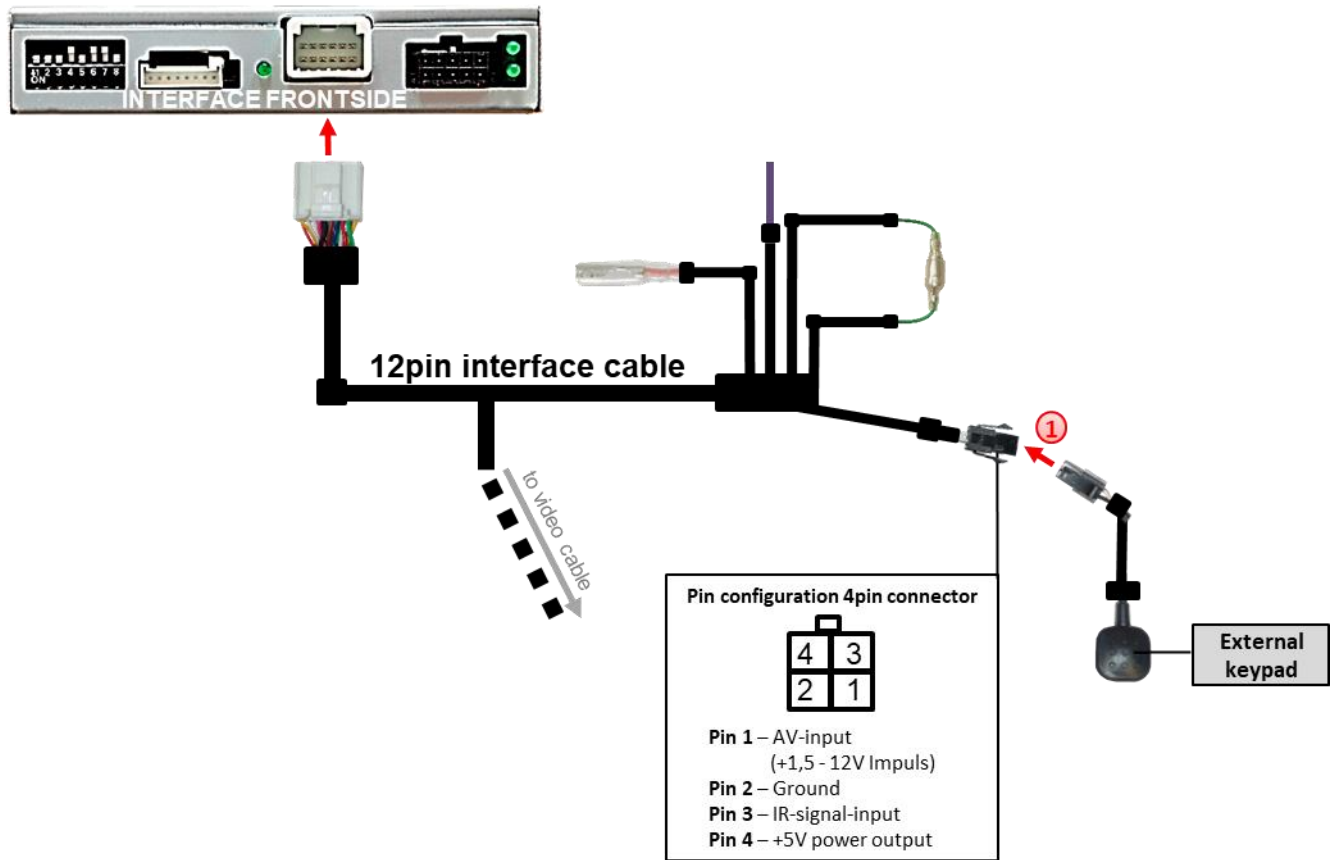 1 2 3 4 5 6 7 8
ON
INTERFACE FRONTSIDE
12pin interface cable
1
to video cable
Pin configuration 4pin connector
4 3
2 1
Pin 1 – AV-input
(+1,5 - 12V Impuls)
Pin 2 – Ground
Pin 3 – IR-signal-input
Pin 4 – +5V power output
External
keypad